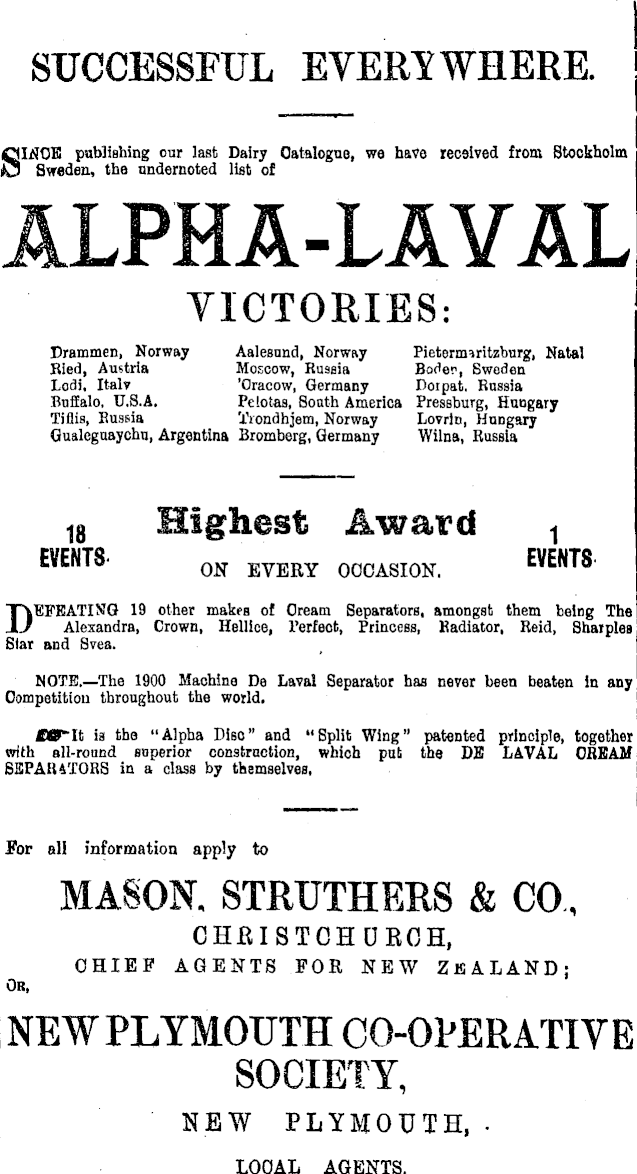 SUCCESSFUL EVERYWHERE.
SINCE publishing our last Dairy Catalogue, we have received from Stockholm
Sweden, the undernoted list of
ALPHA-LAVAL
VICTORIES:
Drammen, Norway Aalesund, Norway Pietermaritzburg, Natal
Ried, Austria Moscow, Russia Boden, Sweden
Lodi, Italy 'Cracow, Germany Dorpat, Russia
Buffalo, U.S.A. Pelotas, South America Pressburg, Hungary
Tiflis, Russia Trondhjem, Norway Lovrin, Hungary
Gualeguaychu, Argentina Bromberg, Germany Wilna, Russia
18 Highest Award 1
EVENTS. ON EVERY OCCASION. EVENTS.
DEFEATING 19 other makes of Cream Separators, amongst them being The
Alexandra, Crown, Hellice, Perfect, Princess, Radiator, Reid, Sharples
Star and Svea.
NOTE.—The 1900 Machine De Laval Separator has never been beaten in any
Competition throughout the world.
It is the "Alpha Disc" and "Split Wing" patented principle, together
with all-round superior construction, which put the DE LAVAL CREAM
SEPARATORS in a class by themselves,
For all information apply to
MASON, STRUTHERS & CO.,
CHRISTCHURCH,
CHIEF AGENTS FOR NEW ZEALAND;
OR,
NEW PLYMOUTH CO-OPERATIVE
SOCIETY,
NEW PLYMOUTH,
LOCAL AGENTS.